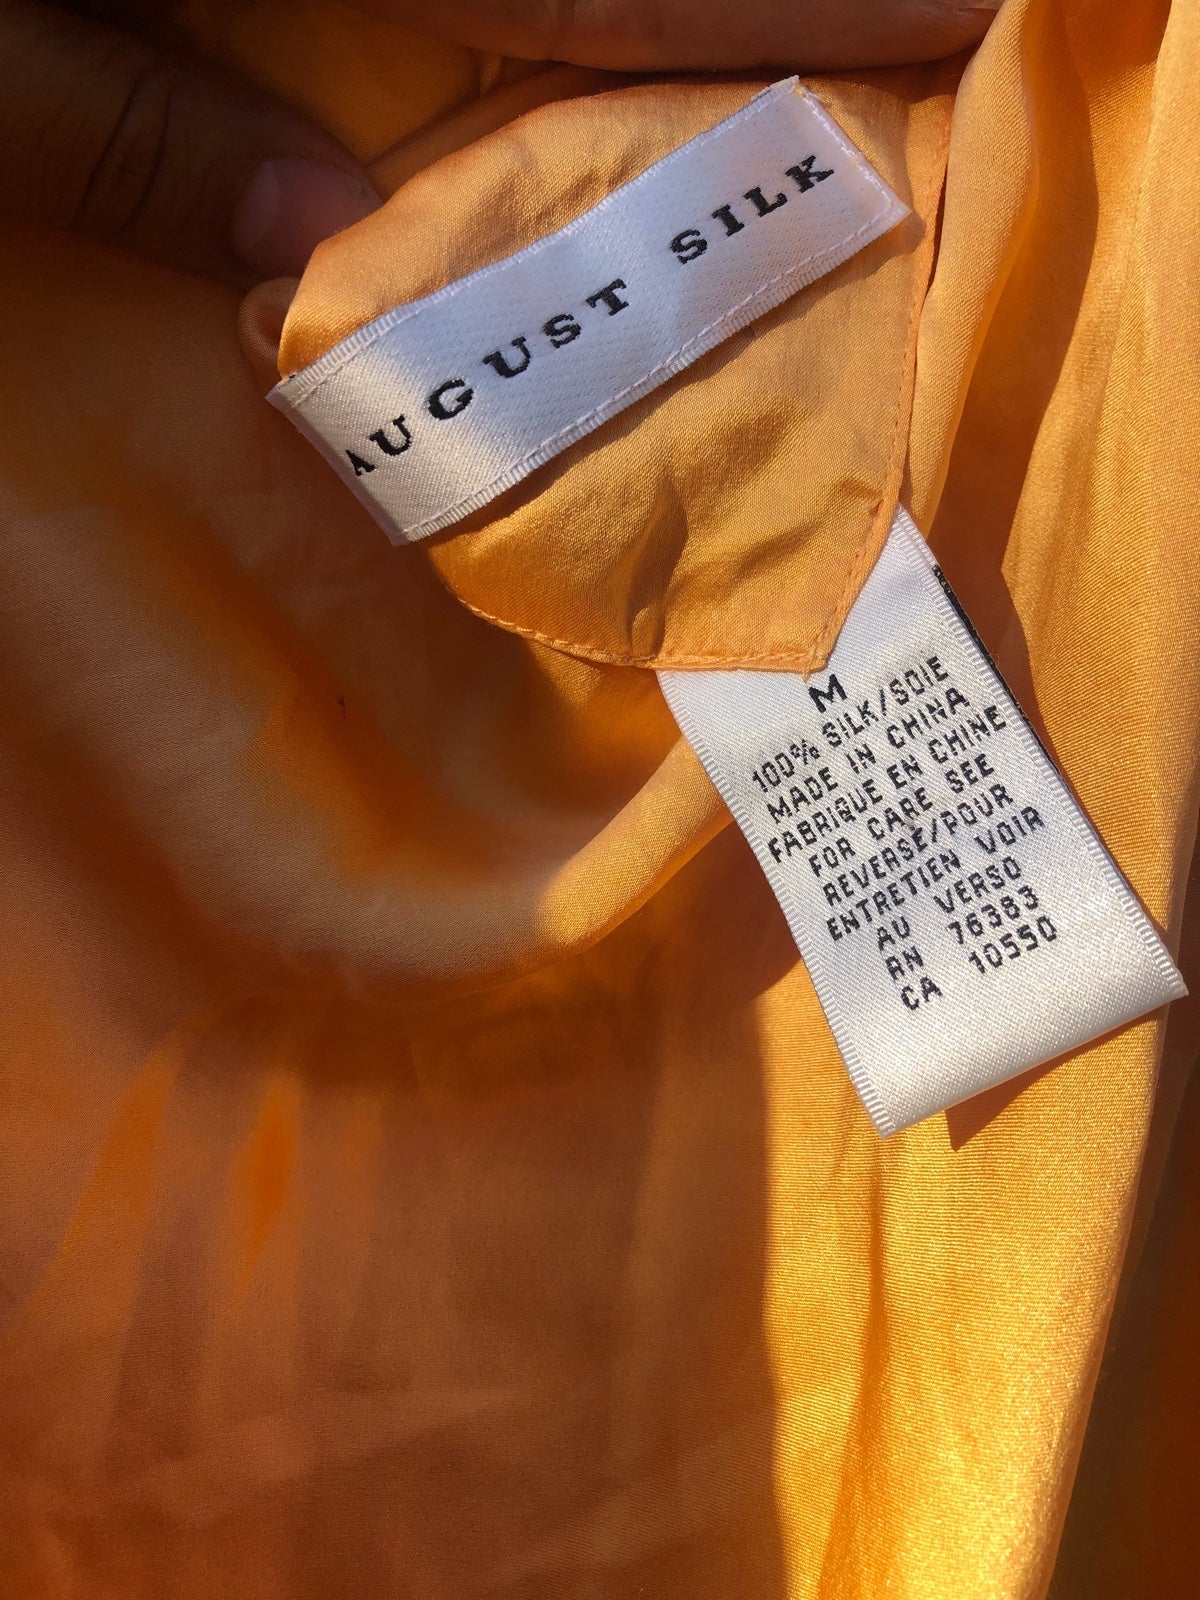 AUGUST SILK
M
100% SILK/SOIE
MADE IN CHINA
FABRIQUE EN CHINE
FOR CARE SEE
REVERSE/POUR
ENTRETIEN VOIR
AU VERSO
RN 76383
CA 10550